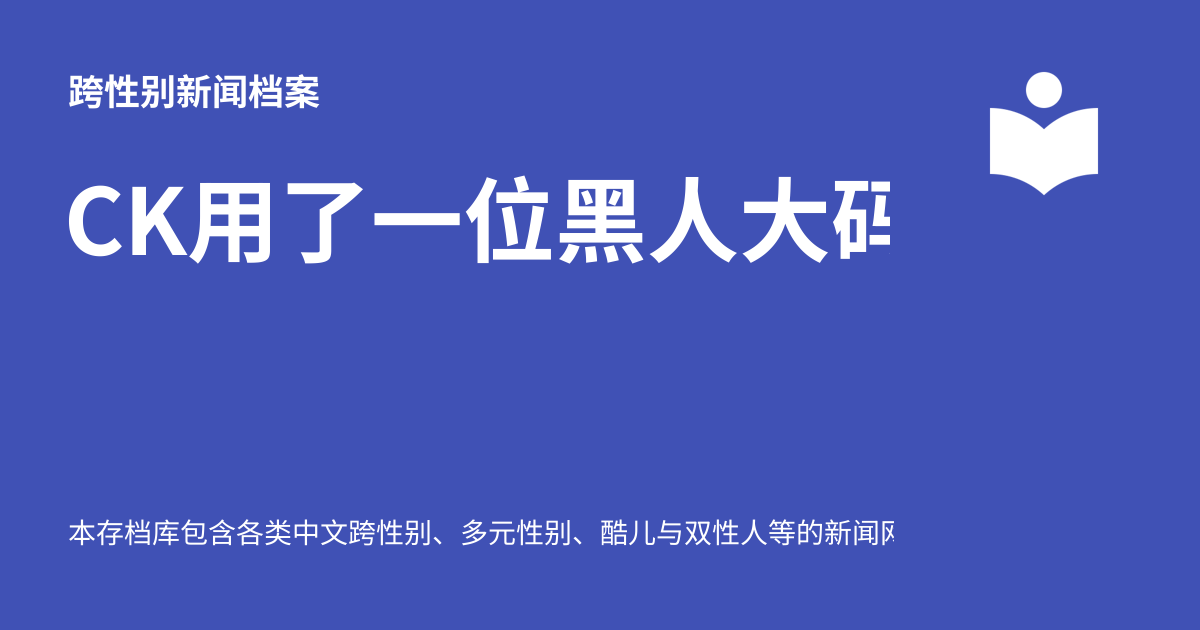 跨性别新闻档案
CK用了一位黑人大码
本存档库包含各类中文跨性别、多元性别、酷儿与双性人等的新闻网